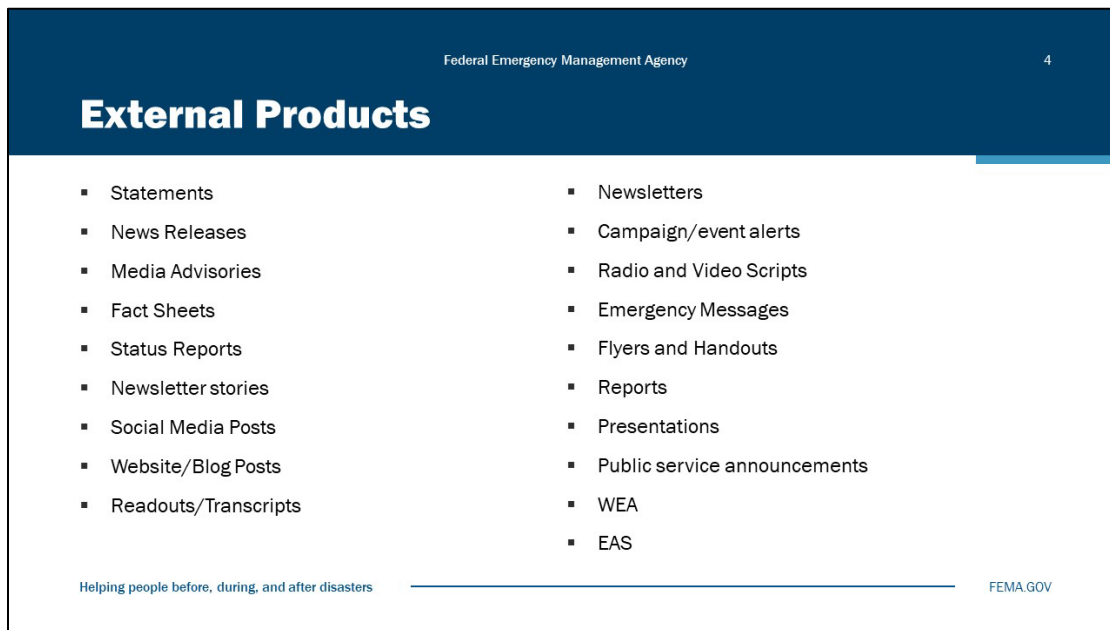 Federal Emergency Management Agency
4
External Products
Statements
News Releases
Media Advisories
Fact Sheets
Status Reports
Newsletter stories
Social Media Posts
Website/Blog Posts
Readouts/Transcripts
Newsletters
Campaign/event alerts
Radio and Video Scripts
Emergency Messages
Flyers and Handouts
Reports
Presentations
Public service announcements
WEA
EAS
Helping people before, during, and after disasters
FEMA.GOV